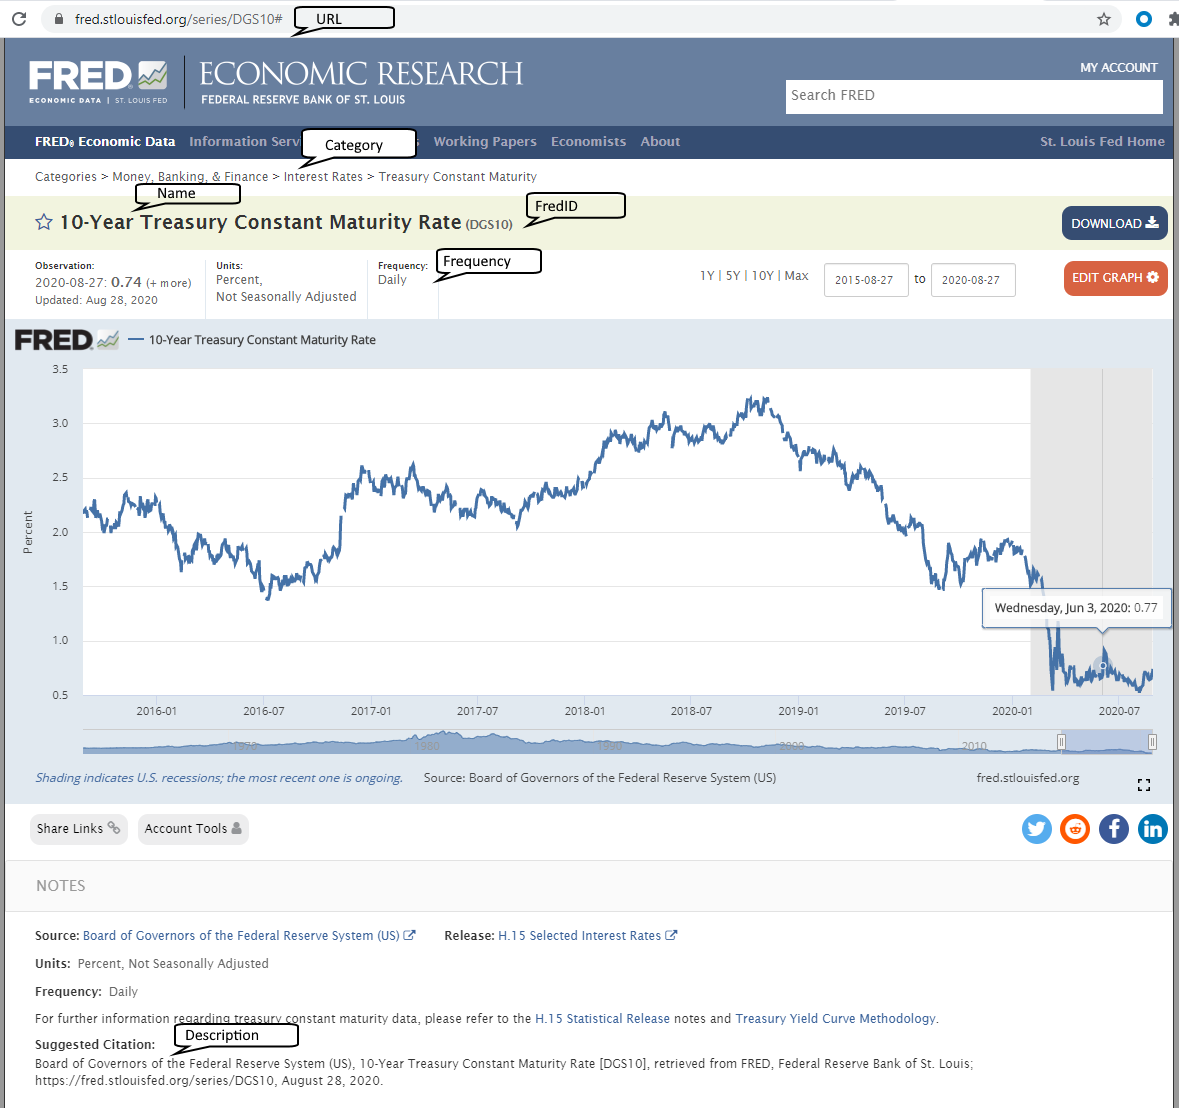 fred.stlouisfed.org/series/DGS10#
URL
FRED
ECONOMIC DATA | ST. LOUIS FED
ECONOMIC RESEARCH
FEDERAL RESERVE BANK OF ST. LOUIS
MY ACCOUNT
Search FRED
FRED® Economic Data Information Serv s Working Papers Economists About St. Louis Fed Home
Category
Categories > Money, Banking, & Finance > Interest Rates > Treasury Constant Maturity
Name
FredID
10-Year Treasury Constant Maturity Rate (DGS10)
DOWNLOAD
Observation:
2020-08-27: 0.74 (+ more)
Updated: Aug 28, 2020
Units:
Percent,
Not Seasonally Adjusted
Frequency:
Daily
Frequency
1Y | 5Y | 10Y | Max
2015-08-27 to 2020-08-27
EDIT GRAPH
FRED 10-Year Treasury Constant Maturity Rate
3.5
3.0
2.5
2.0
1.5
1.0
0.5
Percent
Wednesday, Jun 3, 2020: 0.77
2016-01 2016-07 2017-01 2017-07 2018-01 2018-07 2019-01 2019-07 2020-01 2020-07
1970 1980 1990 2000 2010
Shading indicates U.S. recessions; the most recent one is ongoing. Source: Board of Governors of the Federal Reserve System (US) fred.stlouisfed.org
Share Links Account Tools
NOTES
Source: Board of Governors of the Federal Reserve System (US) Release: H.15 Selected Interest Rates
Units: Percent, Not Seasonally Adjusted
Frequency: Daily
For further information regarding treasury constant maturity data, please refer to the H.15 Statistical Release notes and Treasury Yield Curve Methodology.
Description
Suggested Citation:
Board of Governors of the Federal Reserve System (US), 10-Year Treasury Constant Maturity Rate [DGS10], retrieved from FRED, Federal Reserve Bank of St. Louis;
https://fred.stlouisfed.org/series/DGS10, August 28, 2020.